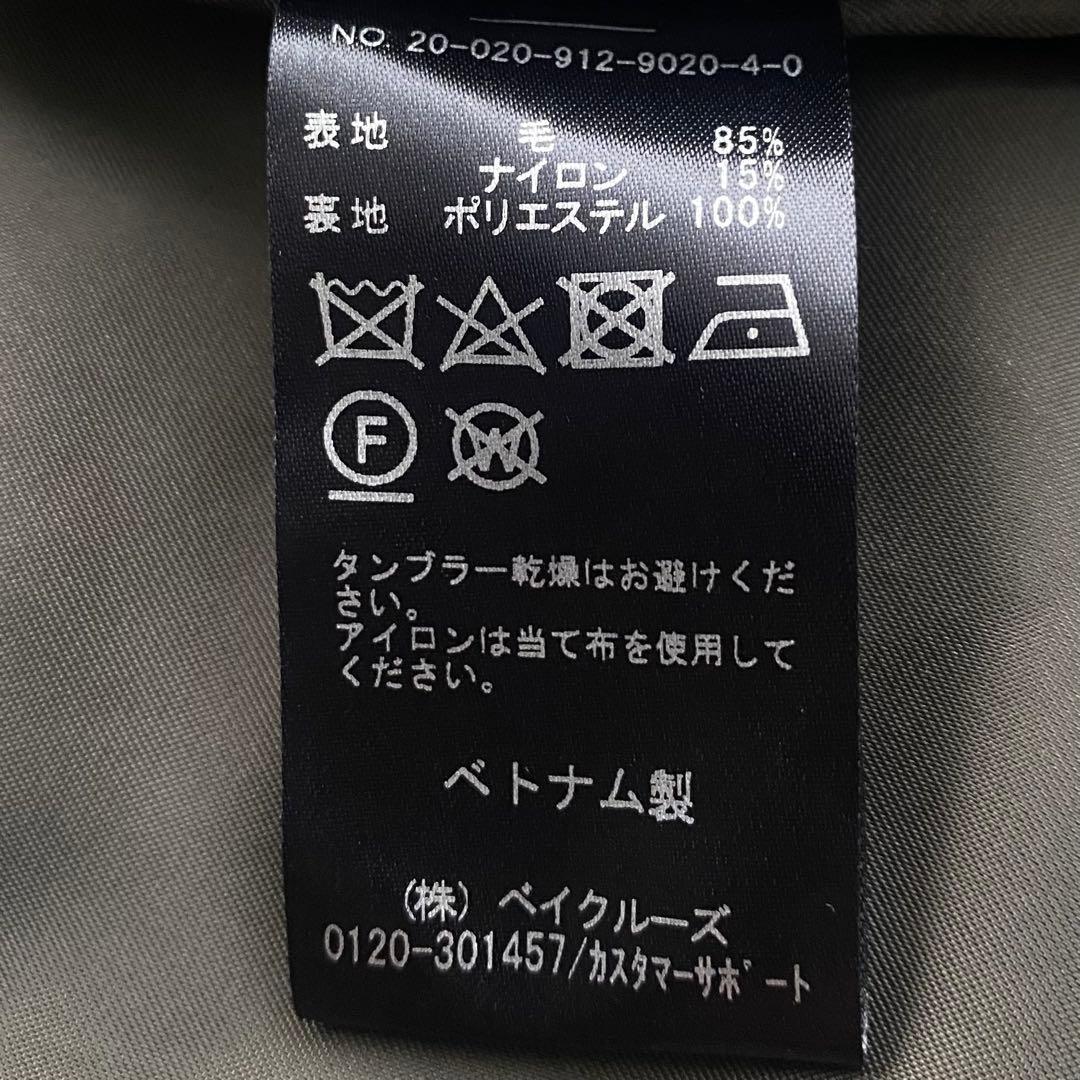 NO. 20-020-912-9020-4-0
表地 毛 85%
ナイロン 15%
裏地 ポリエステル 100%
F W
タンブラー乾燥はお避けくだ
さい。
アイロンは当て布を使用して
ください。
ベトナム製
(株) ベイクルーズ
0120-301457/カスタマーサポート